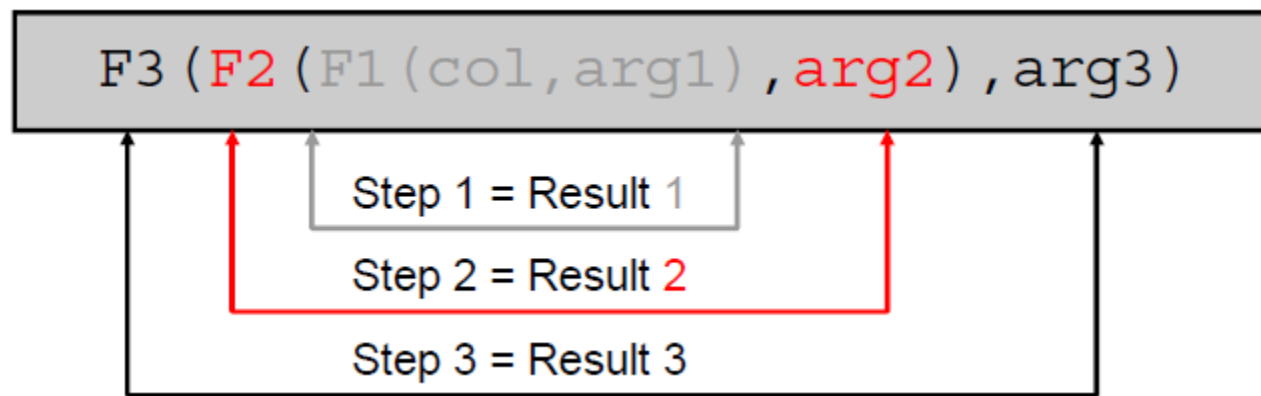 F3(F2(F1(col,arg1),arg2),arg3)
Step 1 = Result 1
Step 2 = Result 2
Step 3 = Result 3